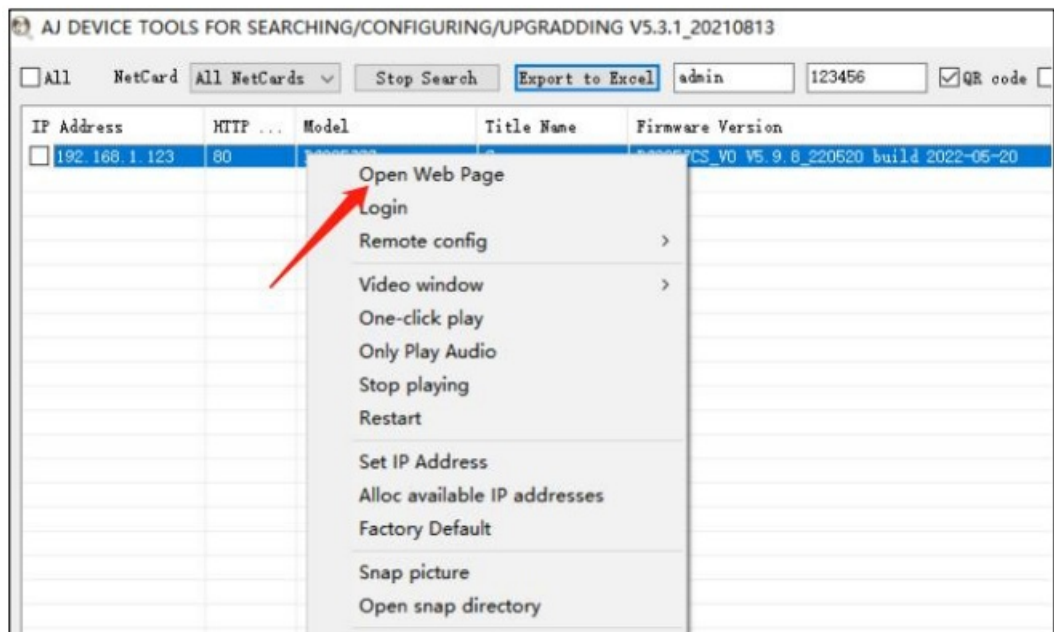 AJ DEVICE TOOLS FOR SEARCHING/CONFIGURING/UPGRADDING V5.3.1_20210813
All NetCard All NetCards Stop Search Export to Excel admin 123456 QR code
IP Address HTTP ... Model Title Name Firmware Version
192.168.1.123 80 V5.9.8_220520 build 2022-05-20
Open Web Page
Login
Remote config
Video window
One-click play
Only Play Audio
Stop playing
Restart
Set IP Address
Alloc available IP addresses
Factory Default
Snap picture
Open snap directory